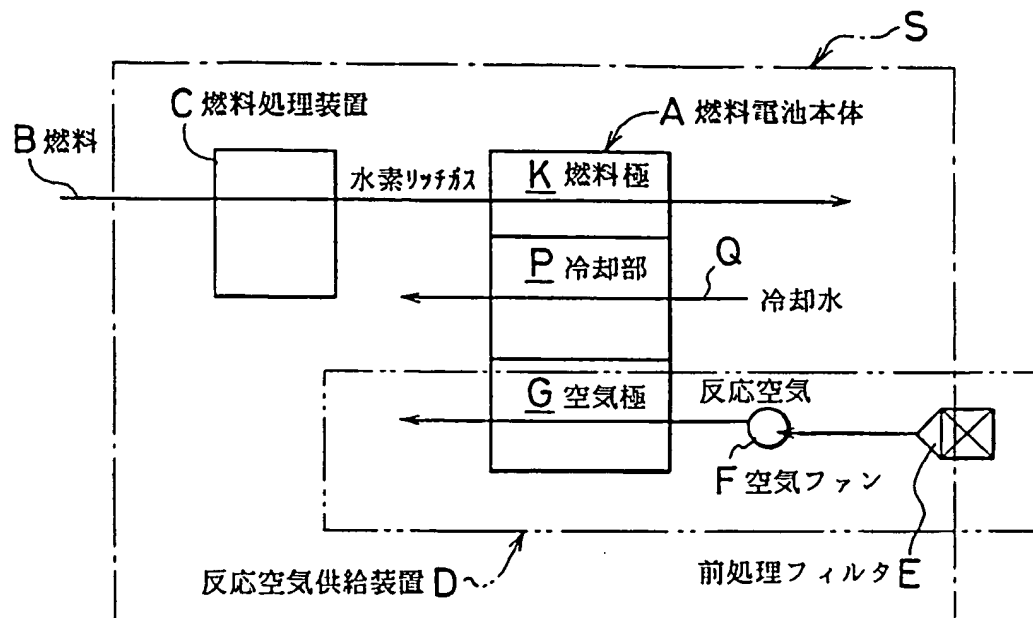 S
C 燃料処理装置
A 燃料電池本体
B 燃料
水素リッチガス
K 燃料極
P 冷却部
Q
冷却水
G 空気極
反応空気
F 空気ファン
前処理フィルタ E
反応空気供給装置 D